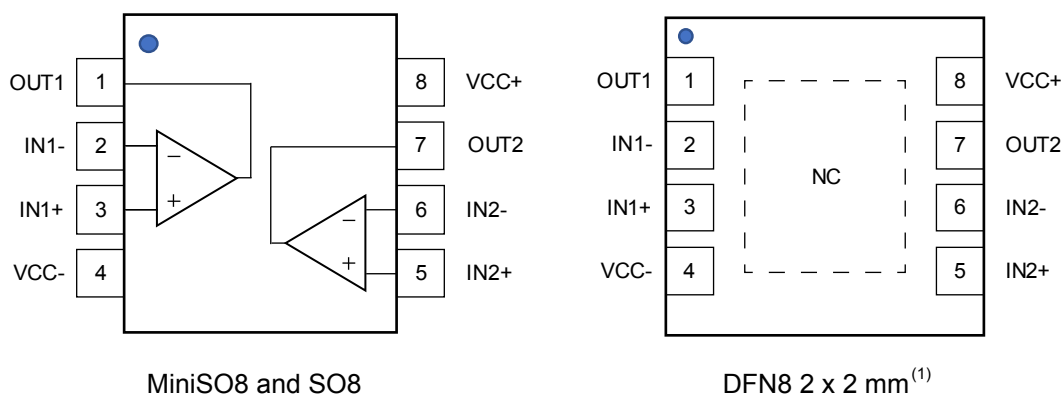 OUT1 1 8 VCC+
IN1- 2 − 7 OUT2
IN1+ 3 + − 6 IN2-
VCC- 4 + 5 IN2+
MiniSO8 and SO8
OUT1 1 8 VCC+
IN1- 2 7 OUT2
NC
IN1+ 3 6 IN2-
VCC- 4 5 IN2+
DFN8 2 x 2 mm(1)